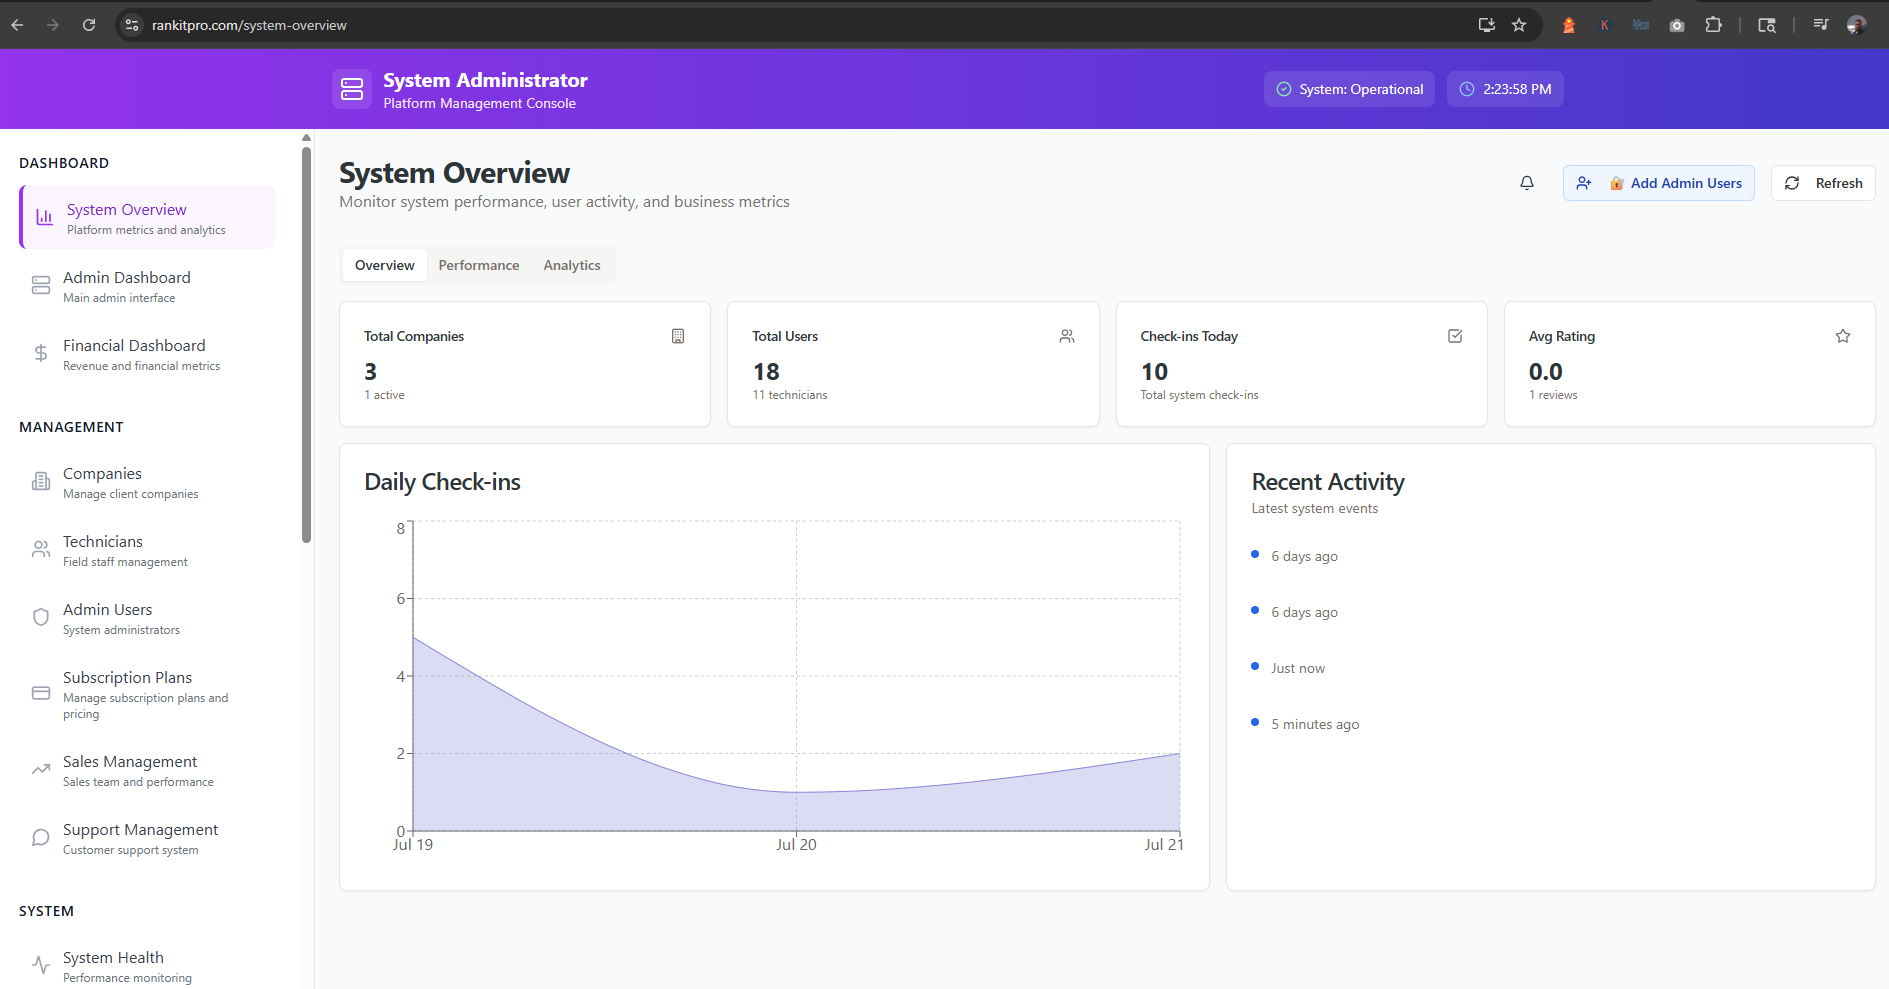 rankitpro.com/system-overview
K
System Administrator
Platform Management Console
System: Operational
2:23:58 PM
DASHBOARD
System Overview
Platform metrics and analytics
Admin Dashboard
Main admin interface
Financial Dashboard
Revenue and financial metrics
MANAGEMENT
Companies
Manage client companies
Technicians
Field staff management
Admin Users
System administrators
Subscription Plans
Manage subscription plans and
pricing
Sales Management
Sales team and performance
Support Management
Customer support system
SYSTEM
System Health
Performance monitoring
System Overview
Monitor system performance, user activity, and business metrics
Add Admin Users
Refresh
Overview Performance Analytics
Total Companies
3
1 active
Total Users
18
11 technicians
Check-ins Today
10
Total system check-ins
Avg Rating
0.0
1 reviews
Daily Check-ins
8
6
4
2
0
Jul 19 Jul 20 Jul 21
Recent Activity
Latest system events
6 days ago
6 days ago
Just now
5 minutes ago